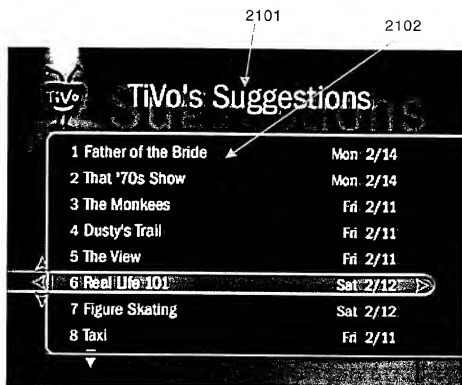 2101
2102
TiVo
TiVo's Suggestions
1 Father of the Bride Mon 2/14
2 That '70s Show Mon 2/14
3 The Monkees Fri 2/11
4 Dusty's Trail Fri 2/11
5 The View Fri 2/11
6 Real Life 101 Sat 2/12
7 Figure Skating Sat 2/12
8 Taxi Fri 2/11